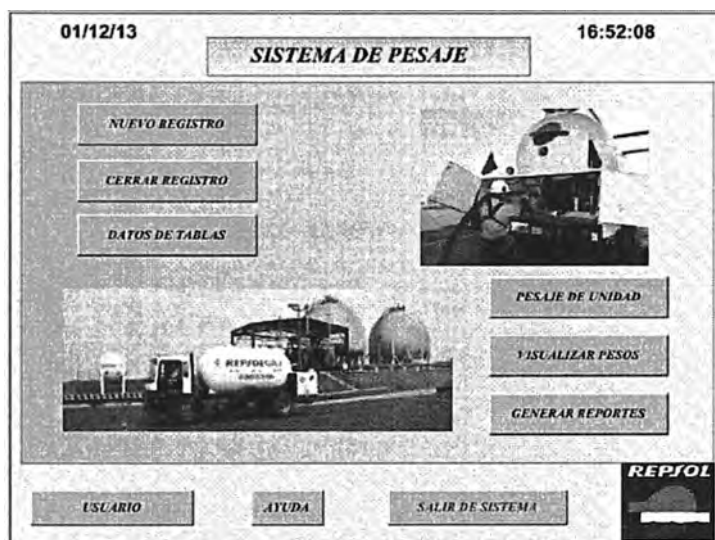 01/12/13
16:52:08
SISTEMA DE PESAJE
NUEVO REGISTRO
CERRAR REGISTRO
DATOS DE TABLAS
REPSOLGAS
PESAJE DE UNIDAD
VISUALIZAR PESOS
GENERAR REPORTES
USUARIO
AYUDA
SALIR DE SISTEMA
REPSOL